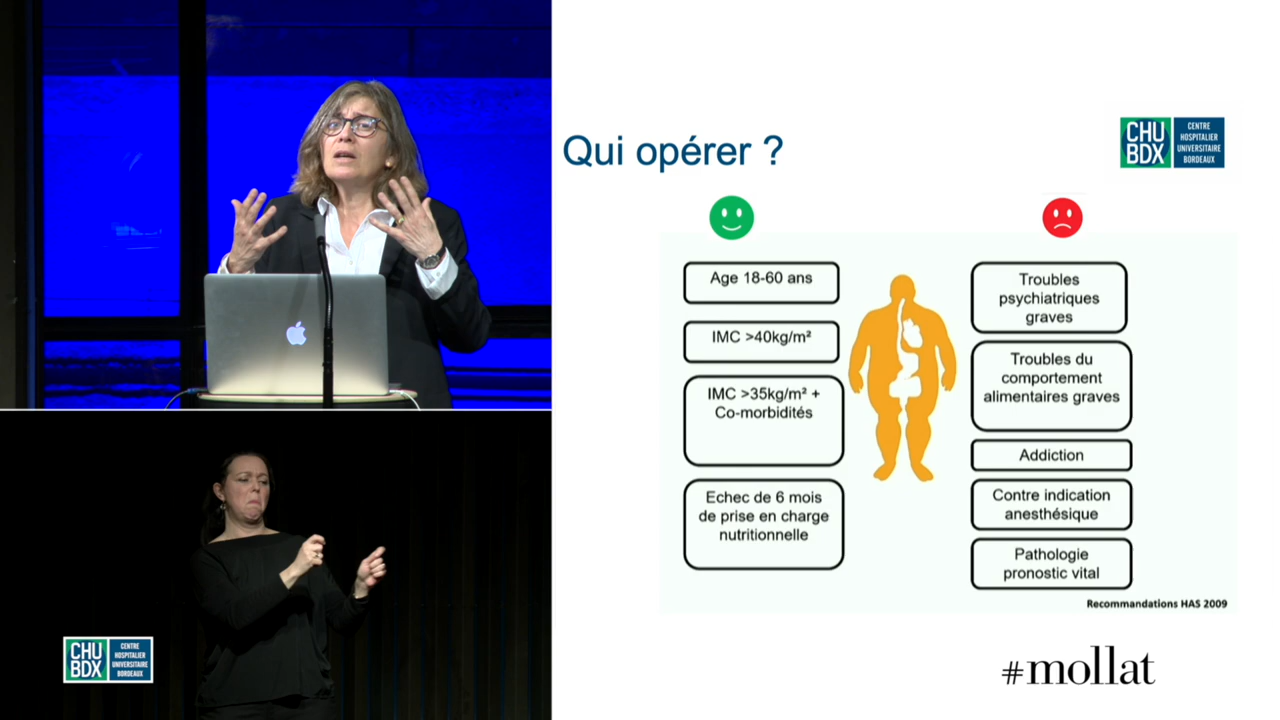 Qui opérer ?
CHU
BDX
CENTRE
HOSPITALIER
UNIVERSITAIRE
BORDEAUX
Age 18-60 ans
IMC >40kg/m²
IMC >35kg/m² +
Co-morbidités
Echec de 6 mois
de prise en charge
nutritionnelle
Troubles
psychiatriques
graves
Troubles du
comportement
alimentaires graves
Addiction
Contre indication
anesthésique
Pathologie
pronostic vital
Recommandations HAS 2009
#mollat
CHU
BDX
CENTRE
HOSPITALIER
UNIVERSITAIRE
BORDEAUX